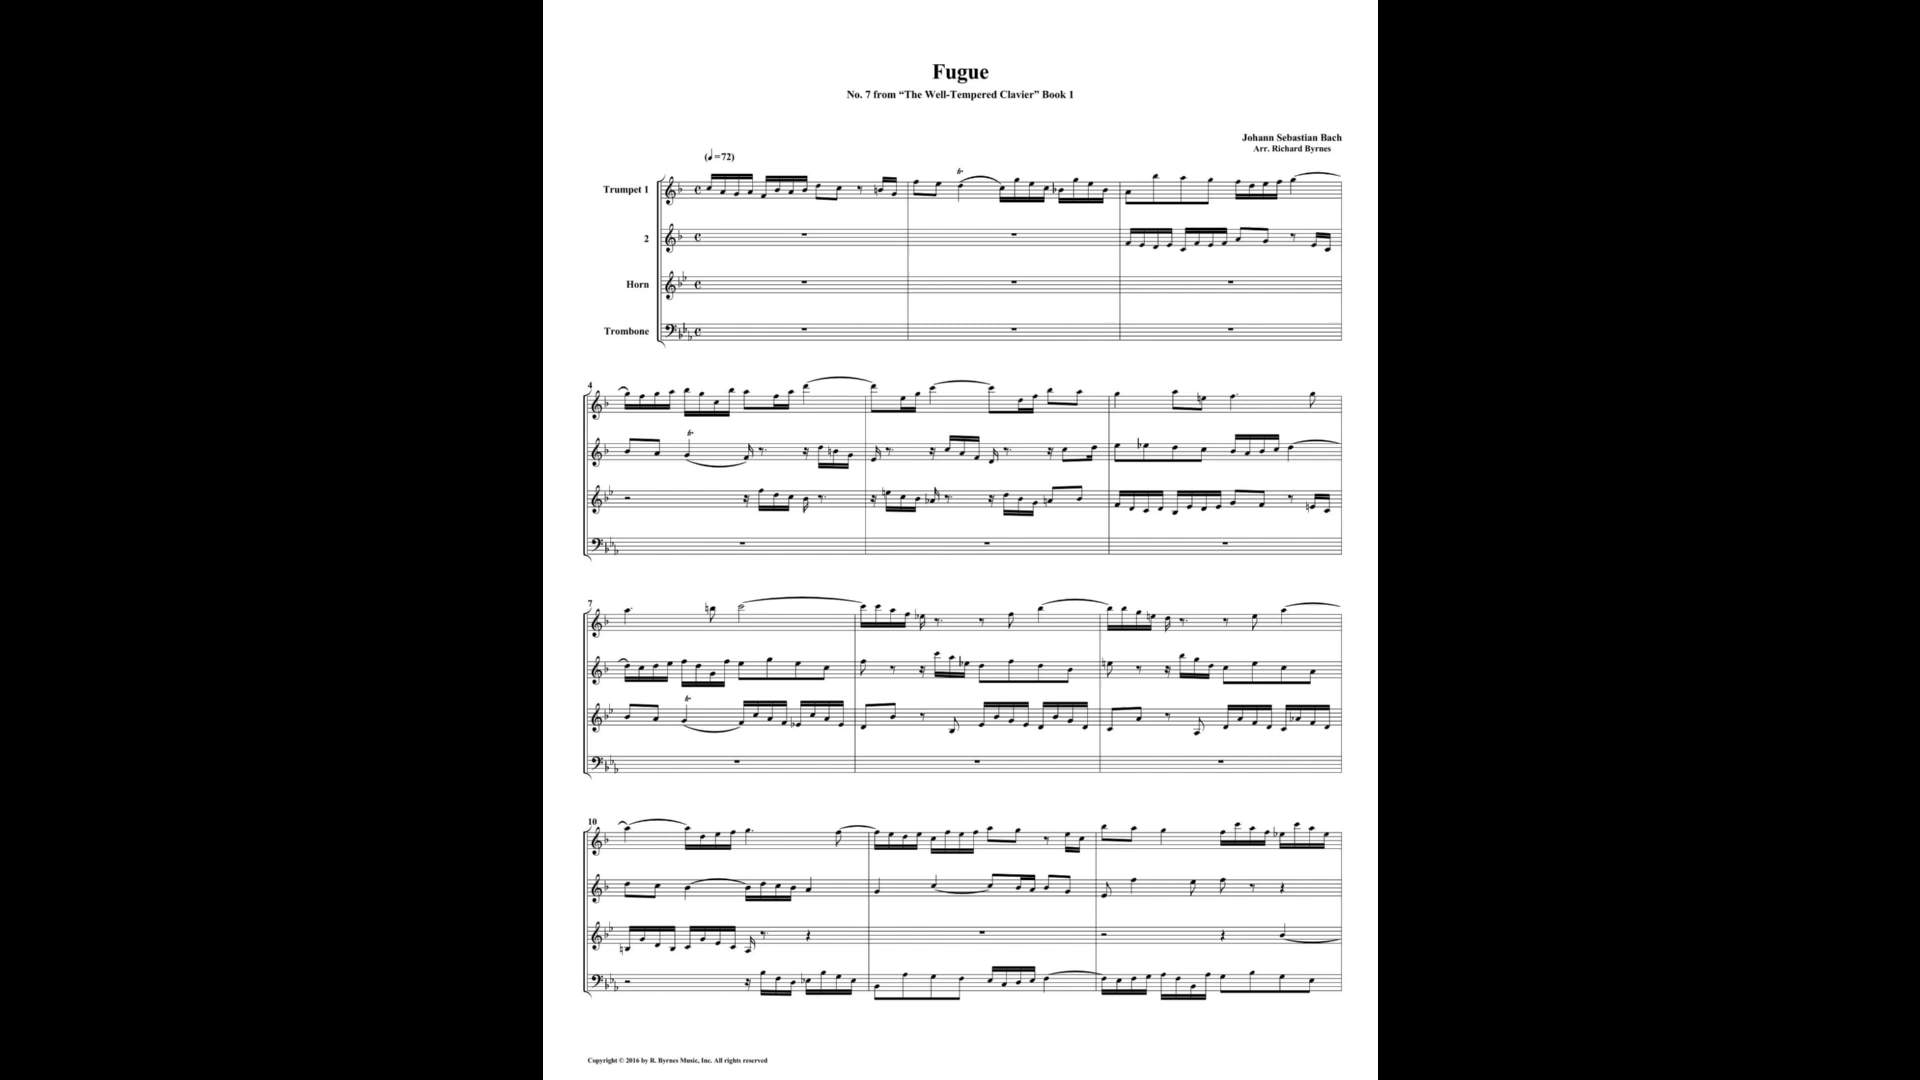 Fugue
No. 7 from “The Well-Tempered Clavier” Book 1
Johann Sebastian Bach
Arr. Richard Byrnes
(♩=72)
Trumpet 1
2
Horn
Trombone
4
7
10
Copyright © 2016 by R. Byrnes Music, Inc. All rights reserved